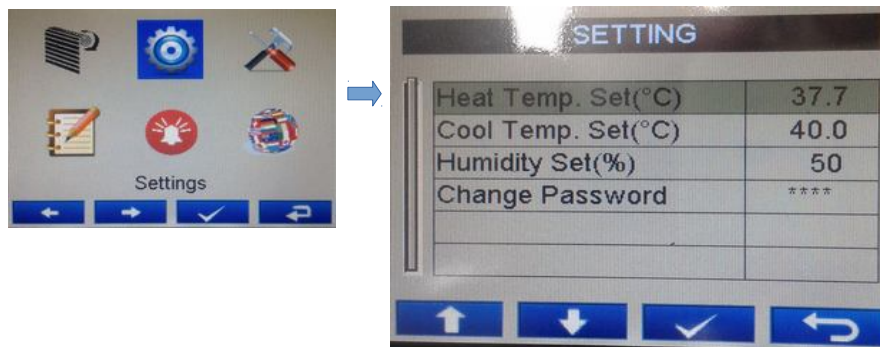 Settings
SETTING
Heat Temp. Set(°C) 37.7
Cool Temp. Set(°C) 40.0
Humidity Set(%) 50
Change Password ****